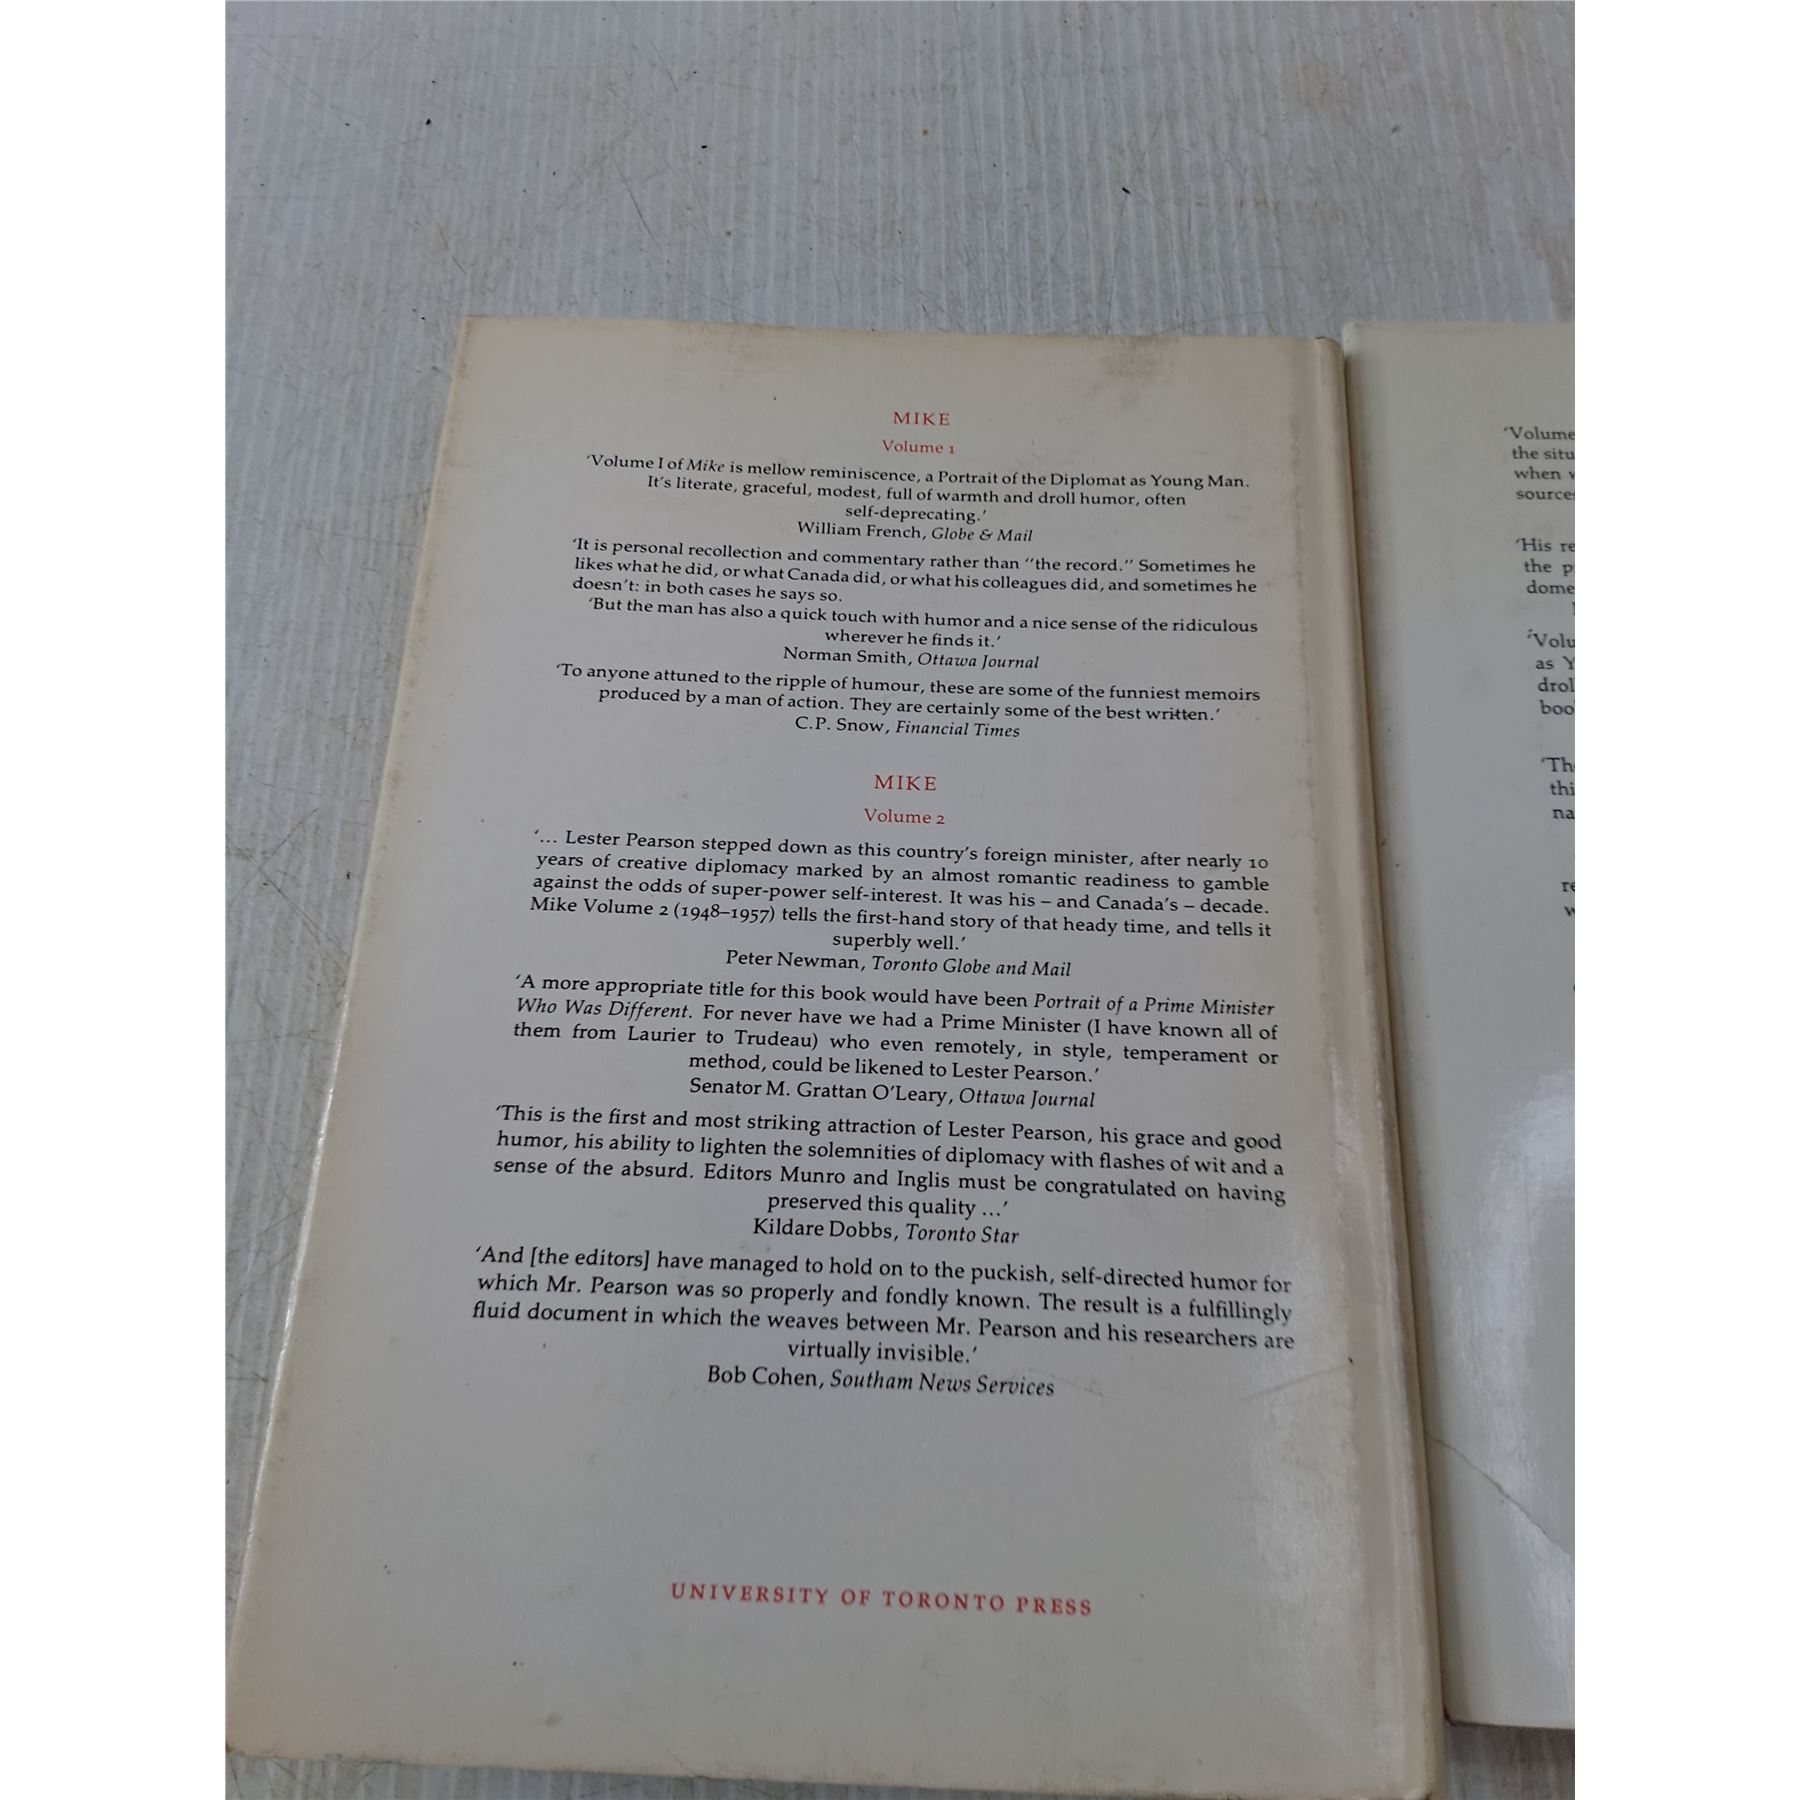 MIKE
Volume 1
‘Volume I of Mike is mellow reminiscence, a Portrait of the Diplomat as Young Man.
It’s literate, graceful, modest, full of warmth and droll humor, often
self-deprecating.’
William French, Globe & Mail
‘It is personal recollection and commentary rather than “the record.” Sometimes he
likes what he did, or what Canada did, or what his colleagues did, and sometimes he
doesn’t: in both cases he says so.
‘But the man has also a quick touch with humor and a nice sense of the ridiculous
wherever he finds it.’
Norman Smith, Ottawa Journal
‘To anyone attuned to the ripple of humour, these are some of the funniest memoirs
produced by a man of action. They are certainly some of the best written.’
C.P. Snow, Financial Times
MIKE
Volume 2
‘... Lester Pearson stepped down as this country’s foreign minister, after nearly 10
years of creative diplomacy marked by an almost romantic readiness to gamble
against the odds of super-power self-interest. It was his – and Canada’s – decade.
Mike Volume 2 (1948–1957) tells the first-hand story of that heady time, and tells it
superbly well.’
Peter Newman, Toronto Globe and Mail
‘A more appropriate title for this book would have been Portrait of a Prime Minister
Who Was Different. For never have we had a Prime Minister (I have known all of
them from Laurier to Trudeau) who even remotely, in style, temperament or
method, could be likened to Lester Pearson.’
Senator M. Grattan O’Leary, Ottawa Journal
‘This is the first and most striking attraction of Lester Pearson, his grace and good
humor, his ability to lighten the solemnities of diplomacy with flashes of wit and a
sense of the absurd. Editors Munro and Inglis must be congratulated on having
preserved this quality ...’
Kildare Dobbs, Toronto Star
‘And [the editors] have managed to hold on to the puckish, self-directed humor for
which Mr. Pearson was so properly and fondly known. The result is a fulfillingly
fluid document in which the weaves between Mr. Pearson and his researchers are
virtually invisible.’
Bob Cohen, Southam News Services
UNIVERSITY OF TORONTO PRESS
‘Volume
the situ
when
source
‘His re
the p
dome
‘Volu
as Y
drol
boo
‘Th
thi
na
re